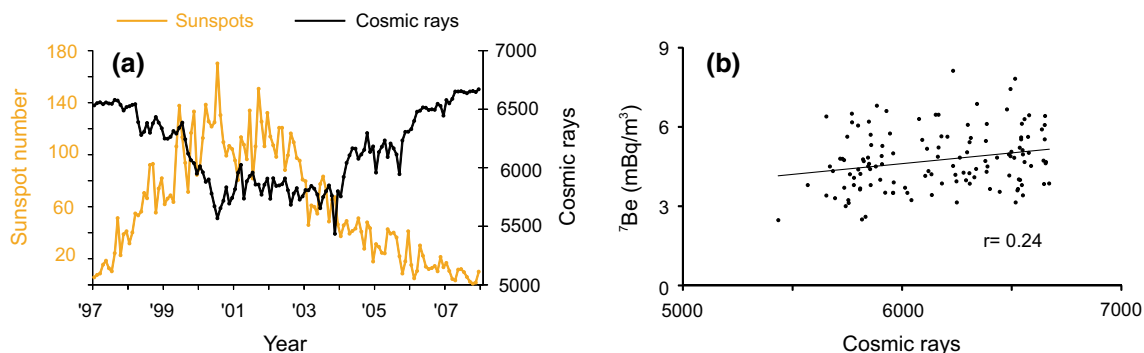 Sunspots
Cosmic rays
(a)
Sunspot number
180
140
100
60
20
7000
6500
6000
5500
5000
Cosmic rays
'97
'99
'01
'03
'05
'07
Year
(b)
⁷Be (mBq/m³)
9
6
3
0
r= 0.24
5000
6000
7000
Cosmic rays